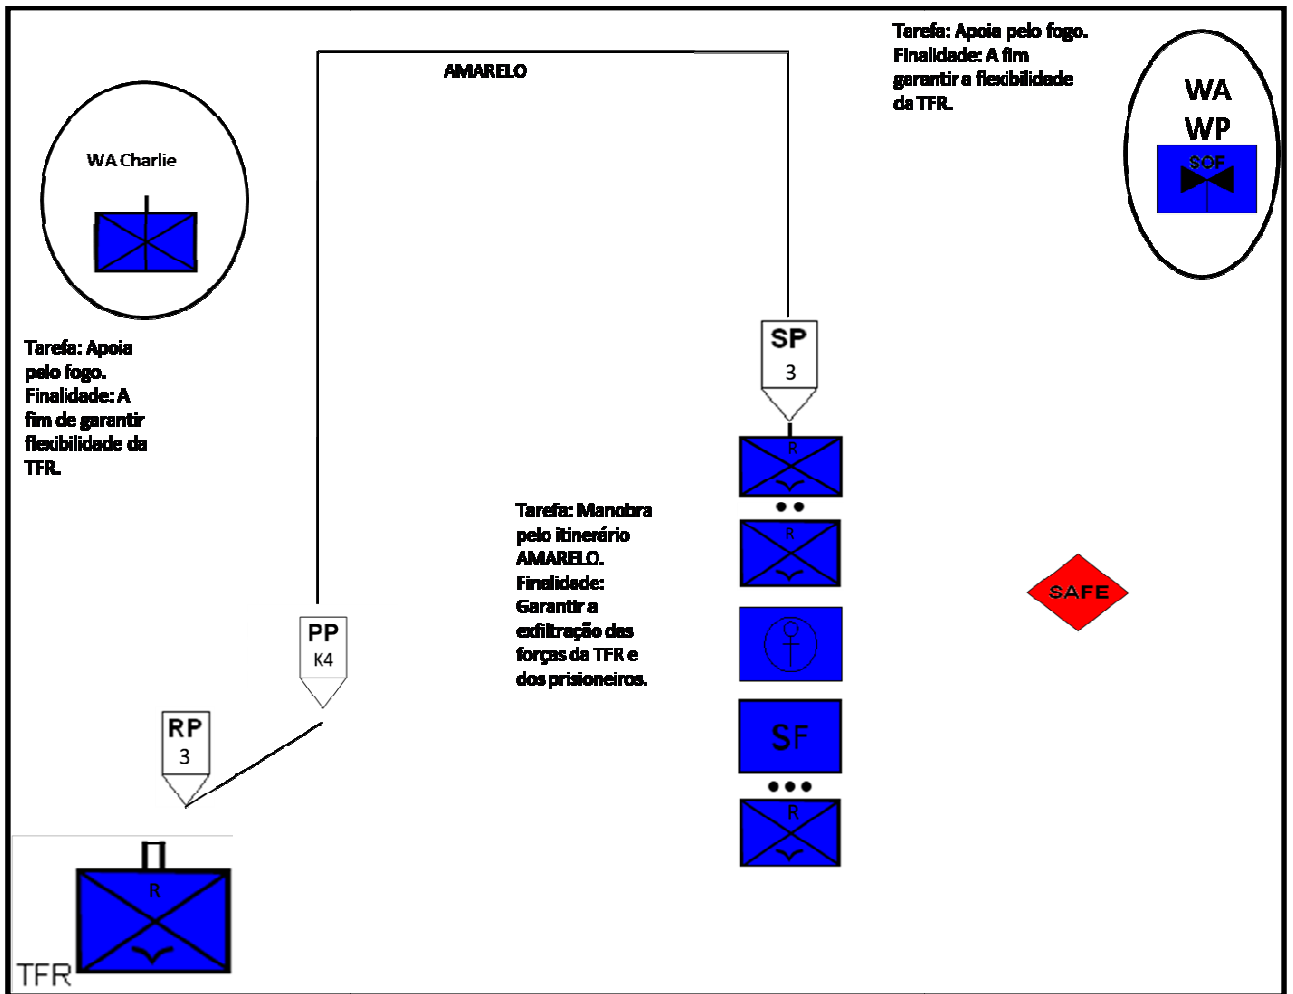 Tarefa: Apoia pelo fogo.
Finalidade: A fim
garantir a flexibilidade
da TFR.
AMARELO
WA
WP
SOF
WA Charlie
SP
3
Tarefa: Apoia
pelo fogo.
Finalidade: A
fim de garantir
flexibilidade da
TFR.
R
Tarefa: Manobra
pelo itinerário
AMARELO.
Finalidade:
Garantir a
exfiltração das
forças da TFR e
dos prisioneiros.
R
SAFE
PP
K4
SF
RP
3
R
R
TFR